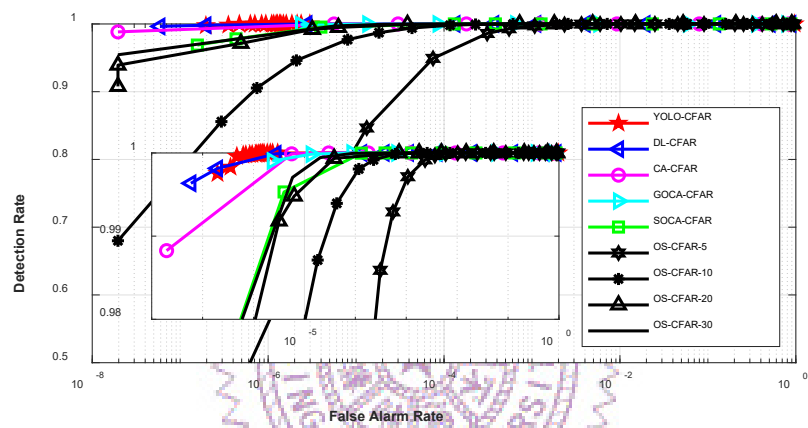 1
0.9
0.8
0.7
0.6
0.5
Detection Rate
1
0.99
0.98
10 -5
10 0
YOLO-CFAR
DL-CFAR
CA-CFAR
GOCA-CFAR
SOCA-CFAR
OS-CFAR-5
OS-CFAR-10
OS-CFAR-20
OS-CFAR-30
10 -8
10 -6
10 -4
10 -2
10 0
False Alarm Rate